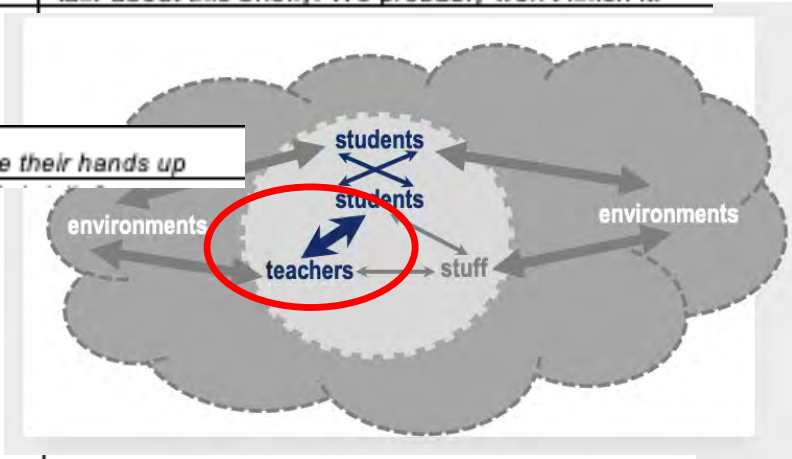 e their hands up
students
students
environments
environments
teachers
stuff